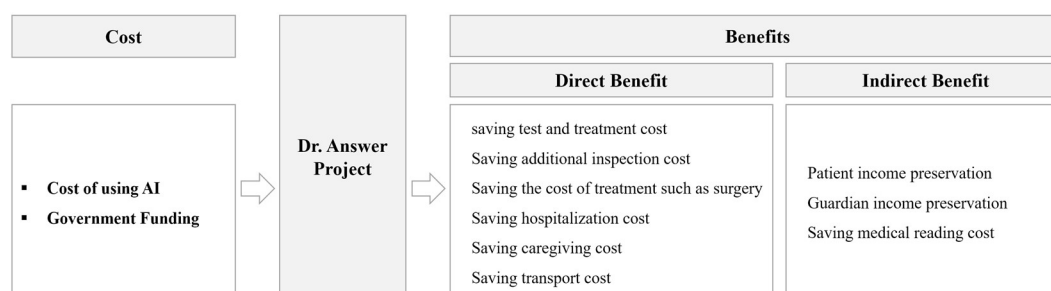 Cost
Cost of using AI
Government Funding
Dr. Answer
Project
Benefits
Direct Benefit
saving test and treatment cost
Saving additional inspection cost
Saving the cost of treatment such as surgery
Saving hospitalization cost
Saving caregiving cost
Saving transport cost
Indirect Benefit
Patient income preservation
Guardian income preservation
Saving medical reading cost